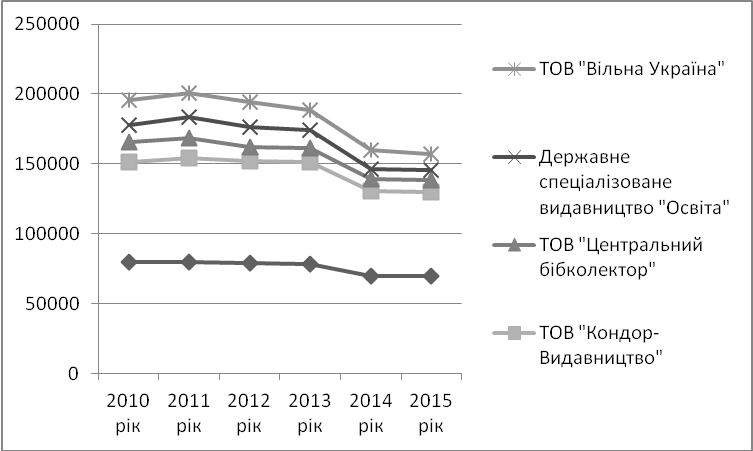 250000
200000
150000
100000
50000
0
2010
рік
2011
рік
2012
рік
2013
рік
2014
рік
2015
рік
ТОВ "Вільна Україна"
Державне
спеціалізоване
видавництво "Освіта"
ТОВ "Центральний
бібколектор"
ТОВ "Кондор-
Видавництво"